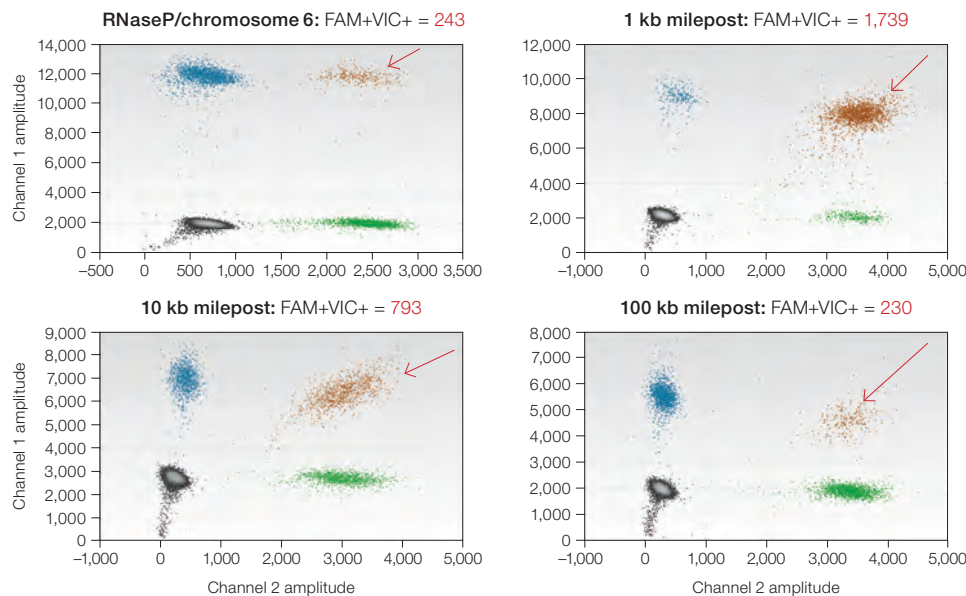 RNaseP/chromosome 6: FAM+VIC+ = 243
14,000
12,000
10,000
8,000
6,000
4,000
2,000
0
Channel 1 amplitude
–500 0 500 1,000 1,500 2,000 2,500 3,000 3,500
1 kb milepost: FAM+VIC+ = 1,739
12,000
10,000
8,000
6,000
4,000
2,000
0
–1,000 0 1,000 2,000 3,000 4,000 5,000
10 kb milepost: FAM+VIC+ = 793
9,000
8,000
7,000
6,000
5,000
4,000
3,000
2,000
1,000
0
Channel 1 amplitude
–1,000 0 1,000 2,000 3,000 4,000 5,000
Channel 2 amplitude
100 kb milepost: FAM+VIC+ = 230
8,000
7,000
6,000
5,000
4,000
3,000
2,000
1,000
0
–1,000 0 1,000 2,000 3,000 4,000 5,000
Channel 2 amplitude